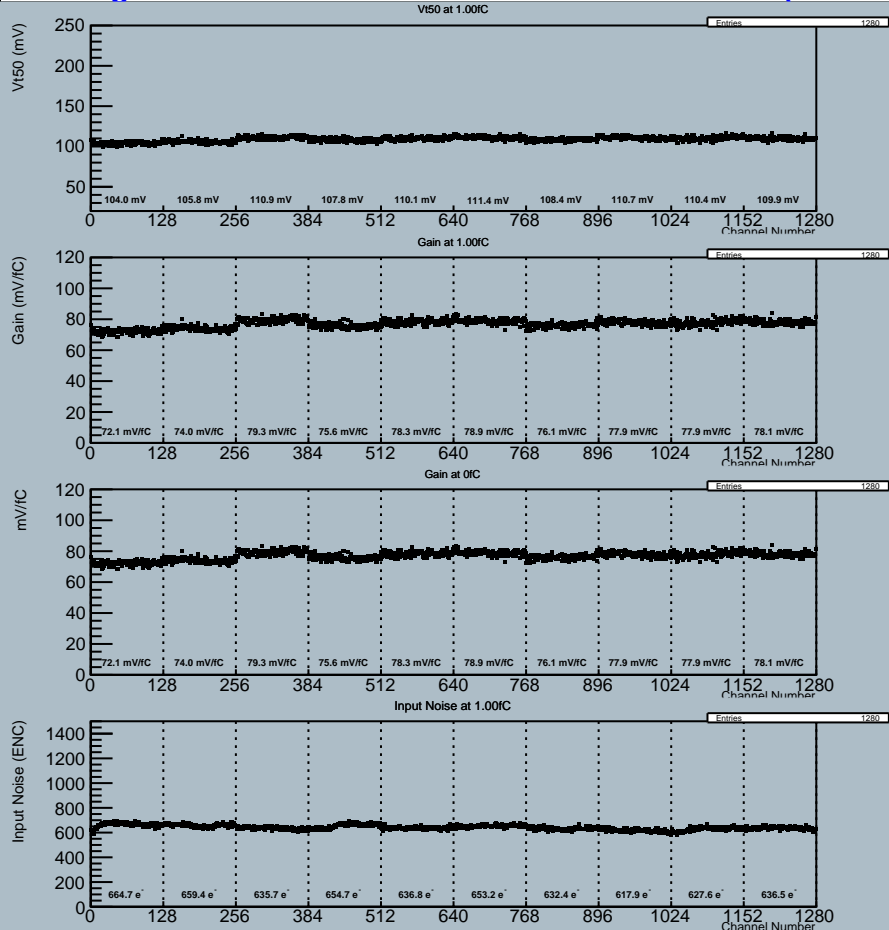 Vt50 at 1.00fC
Entries 1280
Vt50 (mV)
250
200
150
100
50
104.0 mV 105.8 mV 110.9 mV 107.8 mV 110.1 mV 111.4 mV 108.4 mV 110.7 mV 110.4 mV 109.9 mV
0 128 256 384 512 640 768 896 1024 1152 1280
Channel Number
Gain at 1.00fC
Entries 1280
Gain (mV/fC)
120
100
80
60
40
20
0
72.1 mV/fC 74.0 mV/fC 79.3 mV/fC 75.6 mV/fC 78.3 mV/fC 78.9 mV/fC 76.1 mV/fC 77.9 mV/fC 77.9 mV/fC 78.1 mV/fC
0 128 256 384 512 640 768 896 1024 1152 1280
Channel Number
Gain at 0fC
Entries 1280
mV/fC
120
100
80
60
40
20
0
72.1 mV/fC 74.0 mV/fC 79.3 mV/fC 75.6 mV/fC 78.3 mV/fC 78.9 mV/fC 76.1 mV/fC 77.9 mV/fC 77.9 mV/fC 78.1 mV/fC
0 128 256 384 512 640 768 896 1024 1152 1280
Channel Number
Input Noise at 1.00fC
Entries 1280
Input Noise (ENC)
1400
1200
1000
800
600
400
200
0
664.7 e⁻ 659.4 e⁻ 635.7 e⁻ 654.7 e⁻ 636.8 e⁻ 653.2 e⁻ 632.4 e⁻ 617.9 e⁻ 627.6 e⁻ 636.5 e⁻
0 128 256 384 512 640 768 896 1024 1152 1280
Channel Number